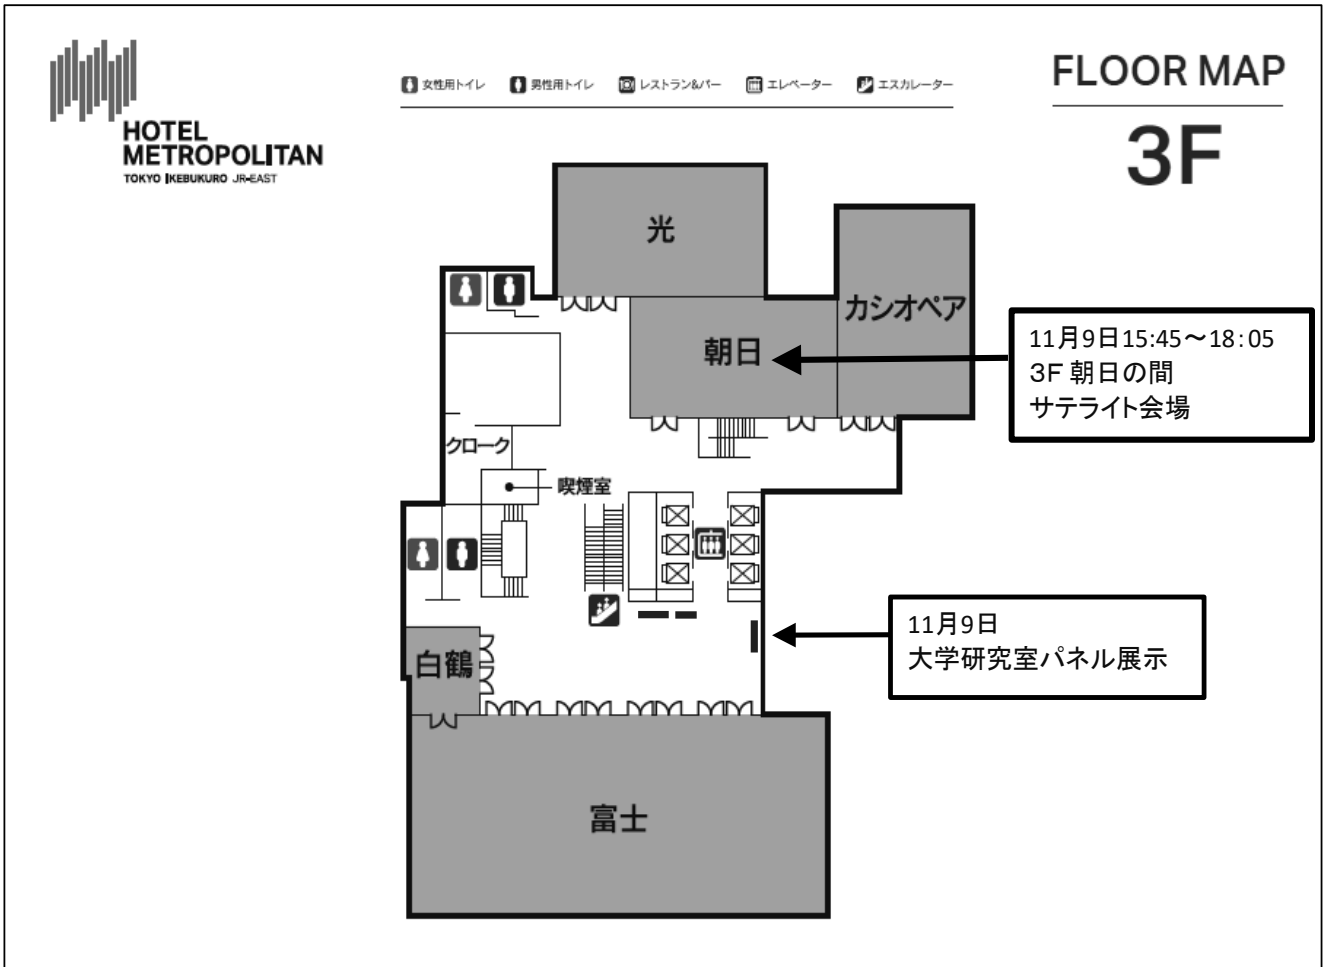 HOTEL
METROPOLITAN
TOKYO IKEBUKURO JR-EAST
女性用トイレ 男性用トイレ レストラン&バー エレベーター エスカレーター
FLOOR MAP
3F
光
カシオペア
朝日
11月9日15:45～18:05
3F 朝日の間
サテライト会場
クローク
喫煙室
11月9日
大学研究室パネル展示
白鶴
富士